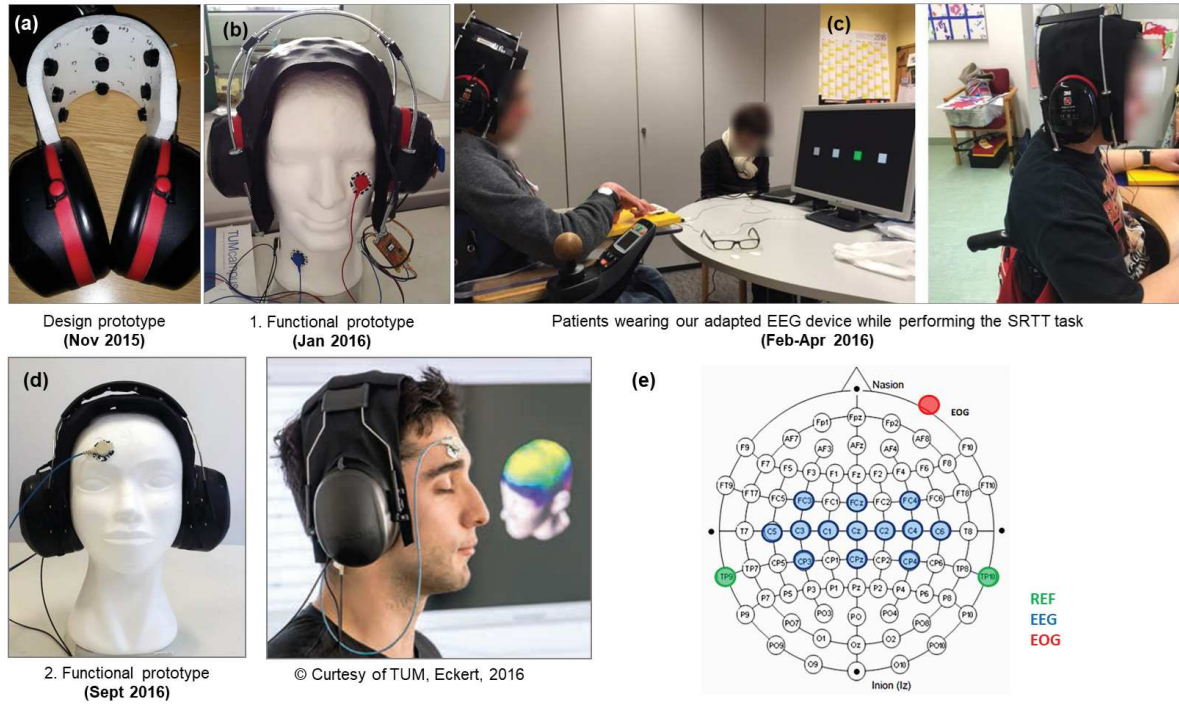 (a)
(b)
(c)
TUMcampus
2016
3M
Design prototype
(Nov 2015)
1. Functional prototype
(Jan 2016)
Patients wearing our adapted EEG device while performing the SRTT task
(Feb-Apr 2016)
(d)
(e)
2. Functional prototype
(Sept 2016)
© Curtesy of TUM, Eckert, 2016
Nasion
EOG
Fp1 Fpz Fp2
AF7 AF3 AFz AF4 AF8
F9 F7 F5 F3 F1 Fz F2 F4 F6 F8 F10
FT9 FT7 FC5 FC3 FC1 FCz FC2 FC4 FC6 FT8 FT10
T7 C5 C3 C1 Cz C2 C4 C6 T8
TP9 TP7 CP5 CP3 CP1 CPz CP2 CP4 CP6 TP8 TP10
P9 P7 P5 P3 P1 Pz P2 P4 P6 P8 P10
PO9 PO7 PO3 PO PO4 PO8 PO10
O9 O1 Oz O2 O10
Inion (Iz)
REF
EEG
EOG